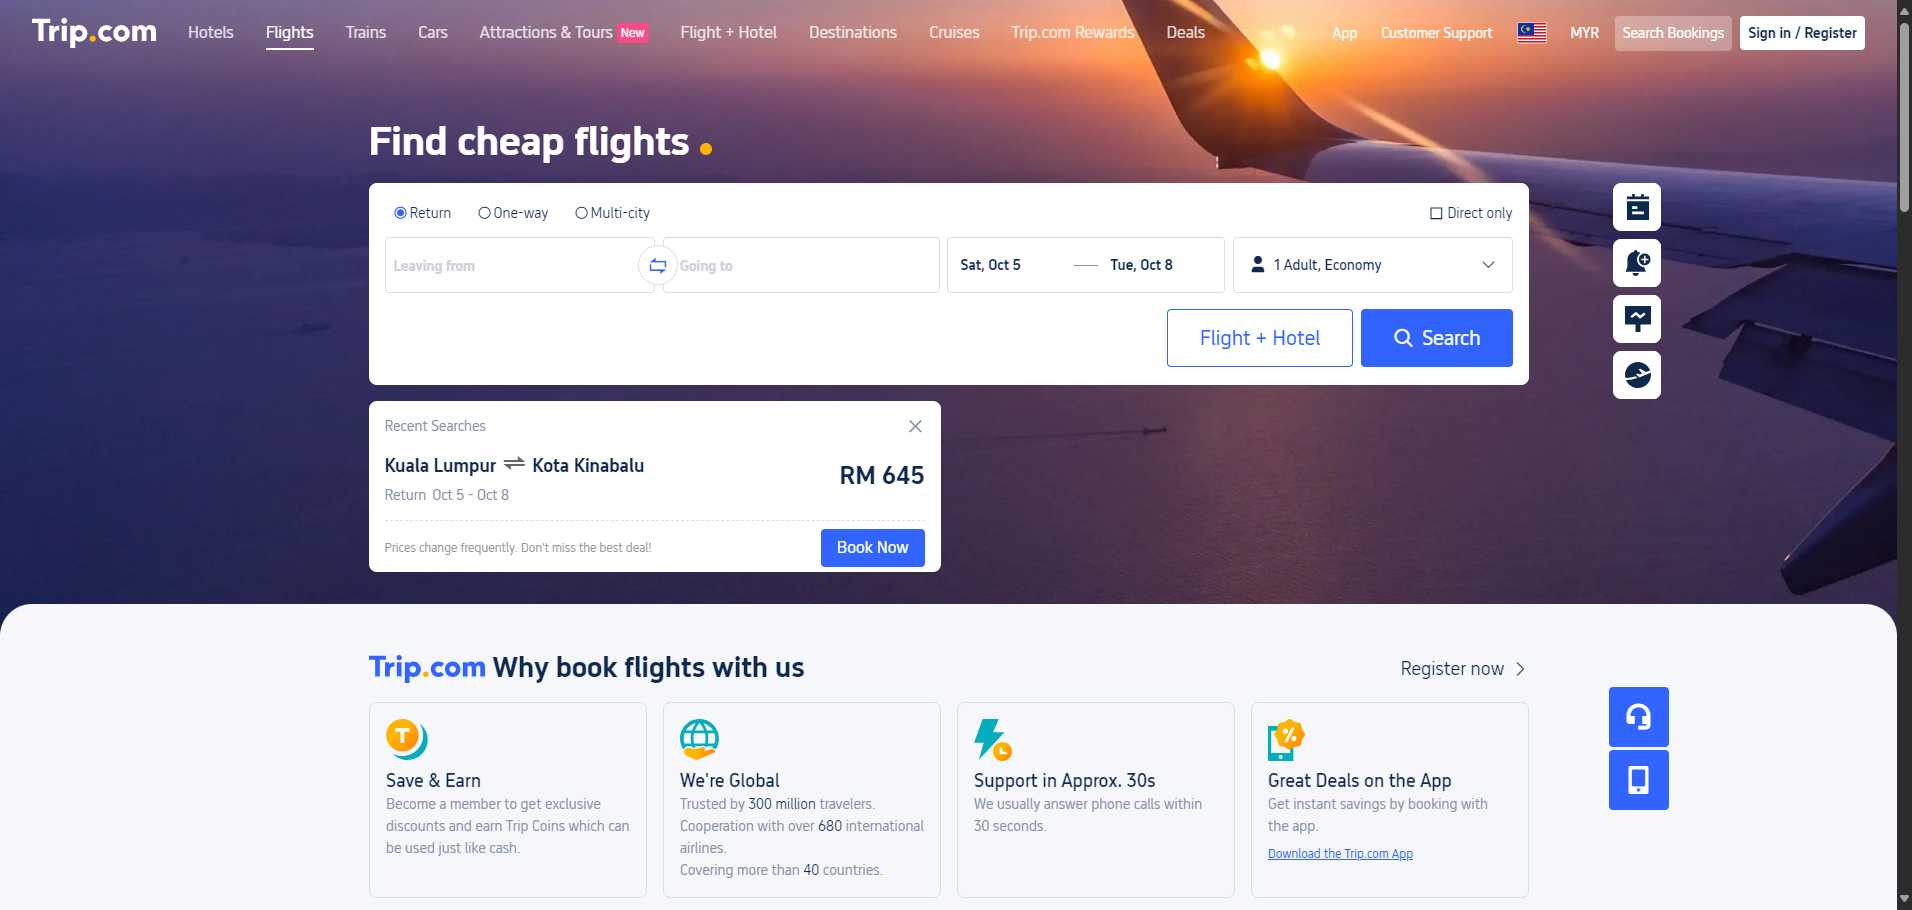 Trip.com
Hotels
Flights
Trains
Cars
Attractions & Tours New
Flight + Hotel
Destinations
Cruises
Trip.com Rewards
Deals
App
Customer Support
MYR
Search Bookings
Sign in / Register
Find cheap flights
Return
One-way
Multi-city
Direct only
Leaving from
Going to
Sat, Oct 5
Tue, Oct 8
1 Adult, Economy
Flight + Hotel
Search
Recent Searches
Kuala Lumpur
Kota Kinabalu
Return Oct 5 - Oct 8
RM 645
Prices change frequently. Don't miss the best deal!
Book Now
Trip.com Why book flights with us
Register now
Save & Earn
Become a member to get exclusive
discounts and earn Trip Coins which can
be used just like cash.
We're Global
Trusted by 300 million travelers.
Cooperation with over 680 international
airlines.
Covering more than 40 countries.
Support in Approx. 30s
We usually answer phone calls within
30 seconds.
Great Deals on the App
Get instant savings by booking with
the app.
Download the Trip.com App